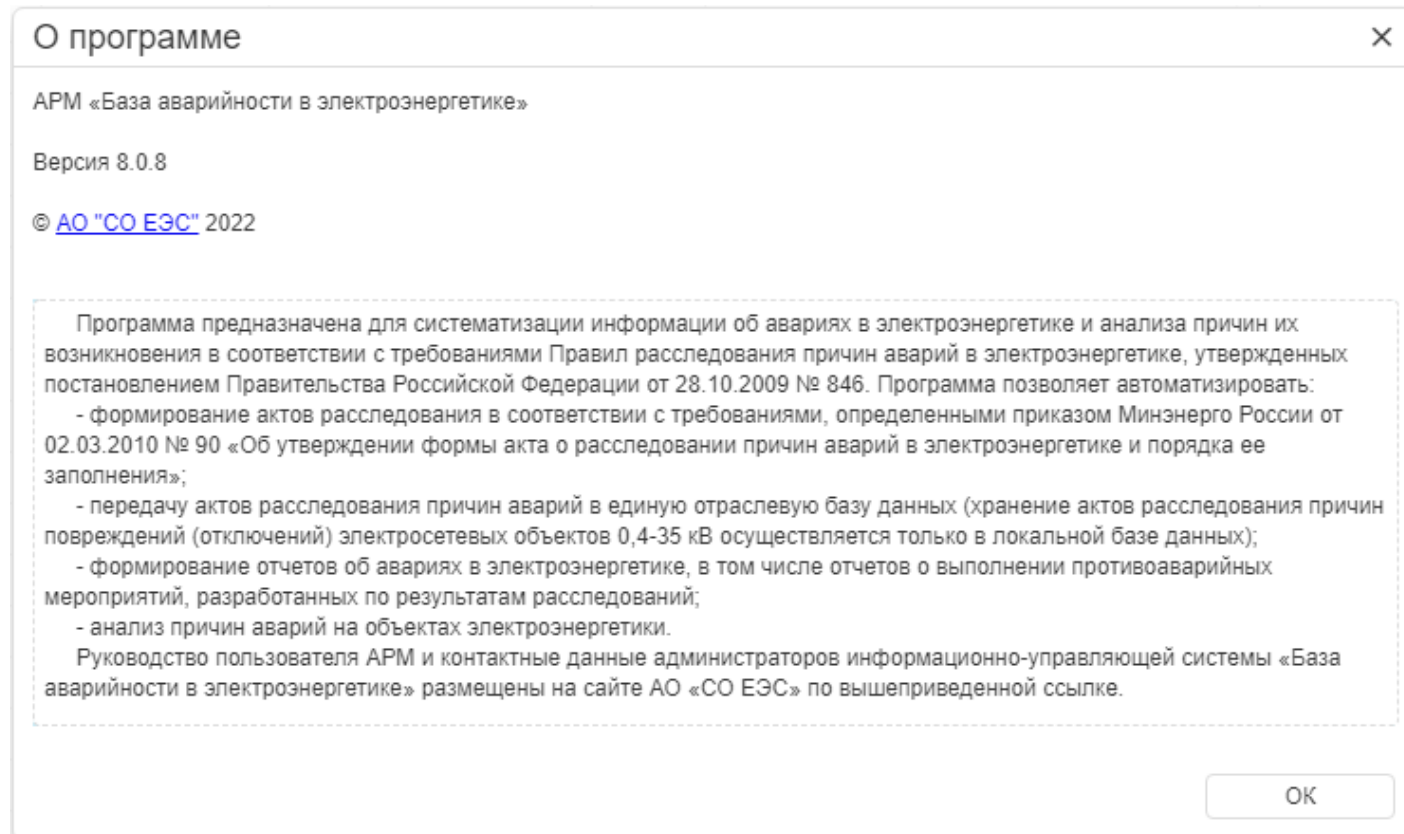 О программе
АРМ «База аварийности в электроэнергетике»
Версия 8.0.8
© АО "СО ЕЭС" 2022
Программа предназначена для систематизации информации об авариях в электроэнергетике и анализа причин их
возникновения в соответствии с требованиями Правил расследования причин аварий в электроэнергетике, утвержденных
постановлением Правительства Российской Федерации от 28.10.2009 № 846. Программа позволяет автоматизировать:
- формирование актов расследования в соответствии с требованиями, определенными приказом Минэнерго России от
02.03.2010 № 90 «Об утверждении формы акта о расследовании причин аварий в электроэнергетике и порядка ее
заполнения»;
- передачу актов расследования причин аварий в единую отраслевую базу данных (хранение актов расследования причин
повреждений (отключений) электросетевых объектов 0,4-35 кВ осуществляется только в локальной базе данных);
- формирование отчетов об авариях в электроэнергетике, в том числе отчетов о выполнении противоаварийных
мероприятий, разработанных по результатам расследований;
- анализ причин аварий на объектах электроэнергетики.
Руководство пользователя АРМ и контактные данные администраторов информационно-управляющей системы «База
аварийности в электроэнергетике» размещены на сайте АО «СО ЕЭС» по вышеприведенной ссылке.
ОК